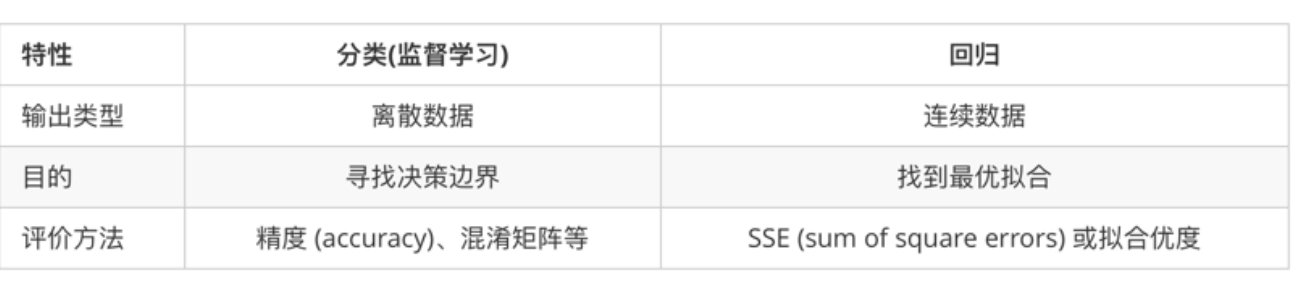 特性 分类(监督学习) 回归
输出类型 离散数据 连续数据
目的 寻找决策边界 找到最优拟合
评价方法 精度 (accuracy)、混淆矩阵等 SSE (sum of square errors) 或拟合优度